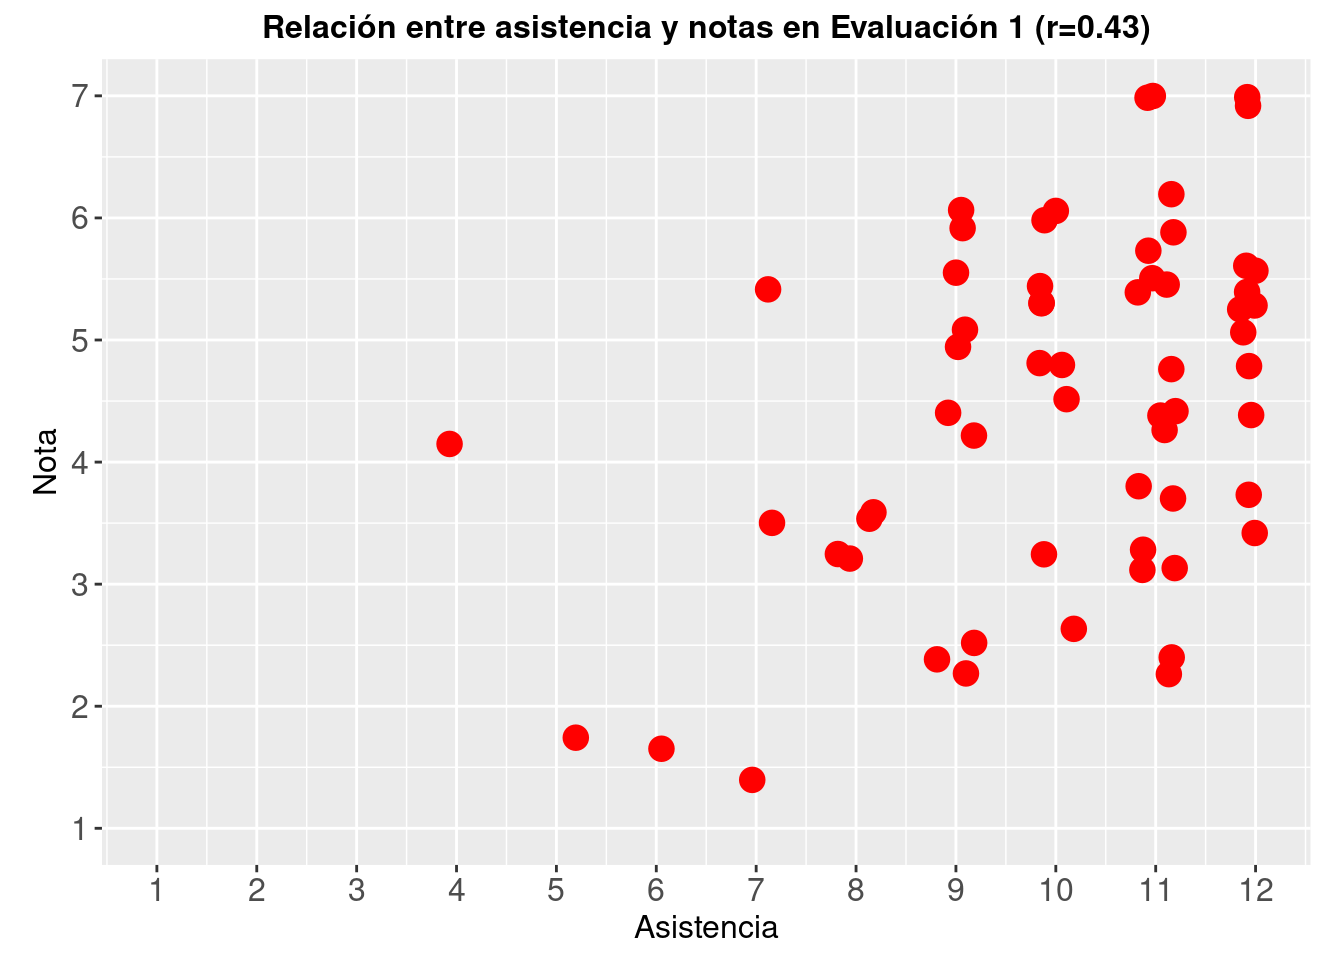 Relación entre asistencia y notas en Evaluación 1 (r=0.43)
7
6
5
4
3
2
1
Nota
1 2 3 4 5 6 7 8 9 10 11 12
Asistencia